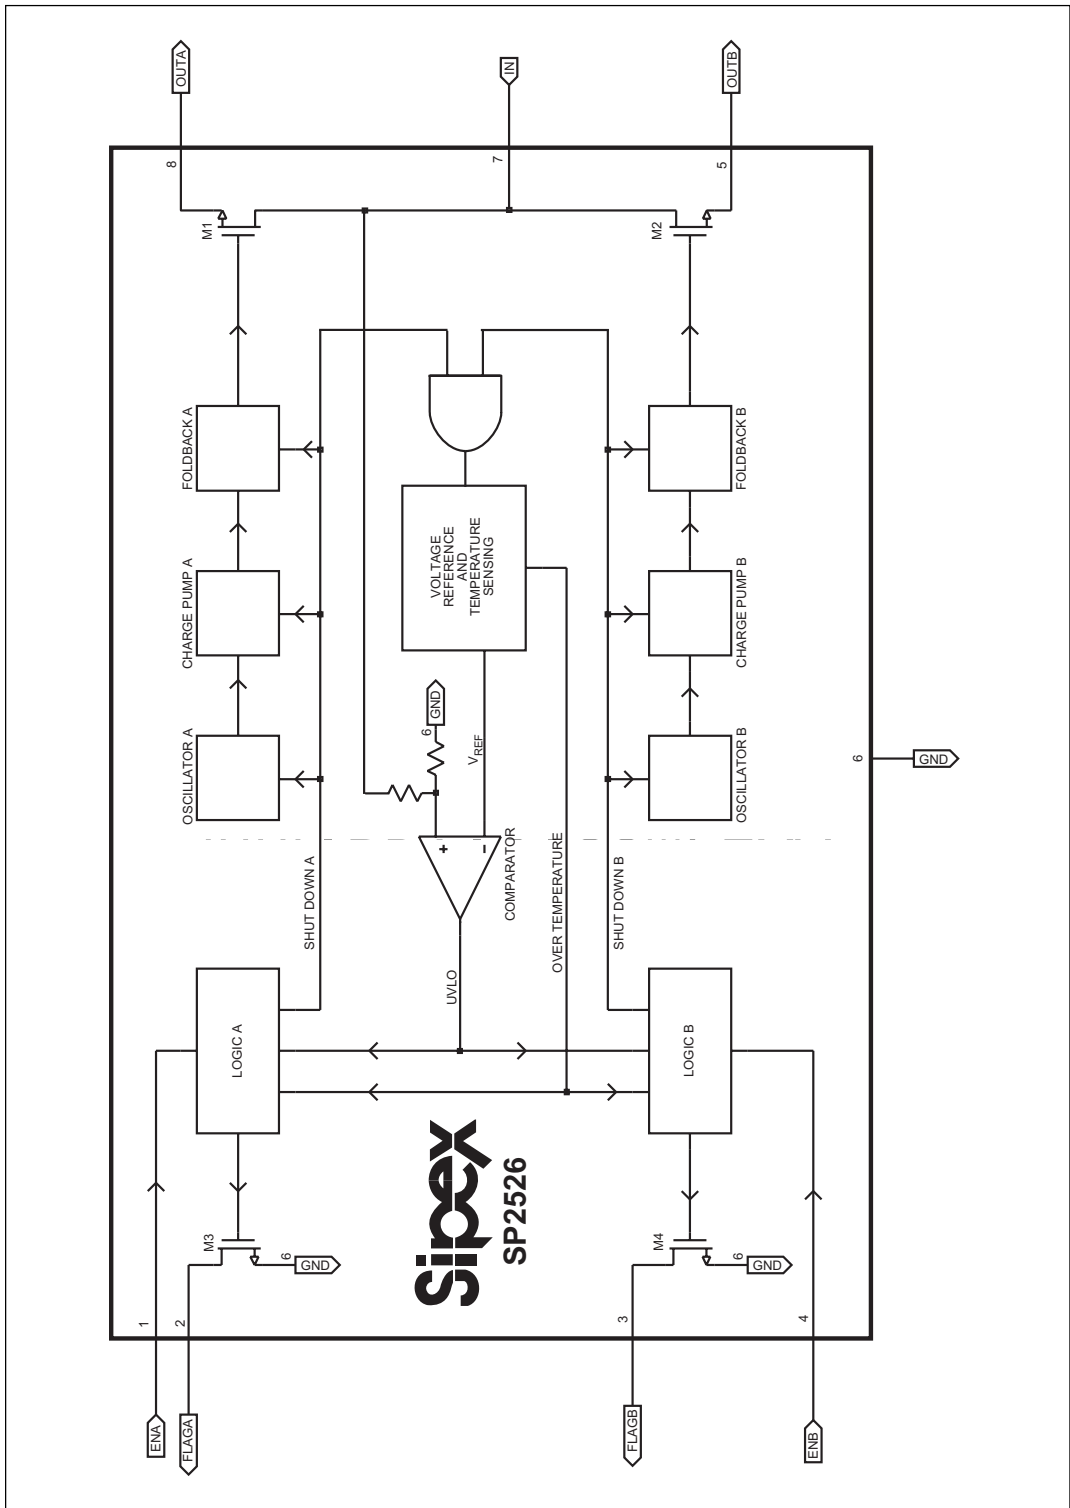 OUTA
IN
OUTB
8
7
5
M1
M2
FOLDBACK A
FOLDBACK B
VOLTAGE
REFERENCE
AND
TEMPERATURE
SENSING
CHARGE PUMP A
CHARGE PUMP B
GND
6
VREF
OSCILLATOR A
OSCILLATOR B
6
GND
+
–
COMPARATOR
SHUT DOWN A
OVER TEMPERATURE
SHUT DOWN B
UVLO
LOGIC A
LOGIC B
Sipex
SP2526
M3
6
GND
M4
6
GND
1
2
3
4
ENA
FLAGA
FLAGB
ENB